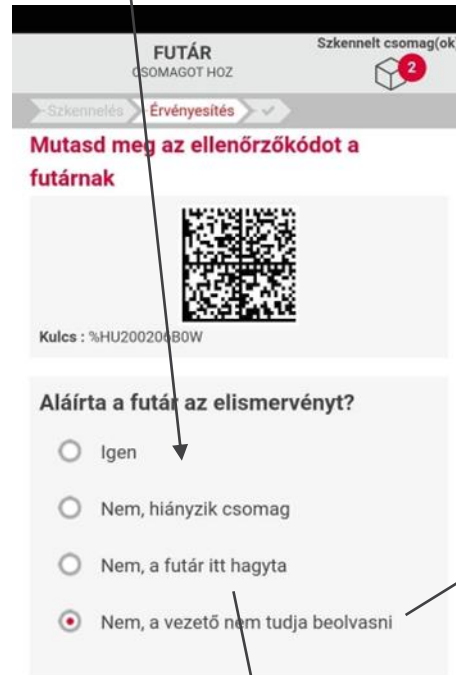 FUTÁR
CSOMAGOT HOZ
Szkennelt csomag(ok
2
Szkennelés
Érvényesítés
Mutasd meg az ellenőrzőkódot a
futárnak
Kulcs : %HU200206B0W
Aláírta a futár az elismervényt?
Igen
Nem, hiányzik csomag
Nem, a futár itt hagyta
Nem, a vezető nem tudja beolvasni